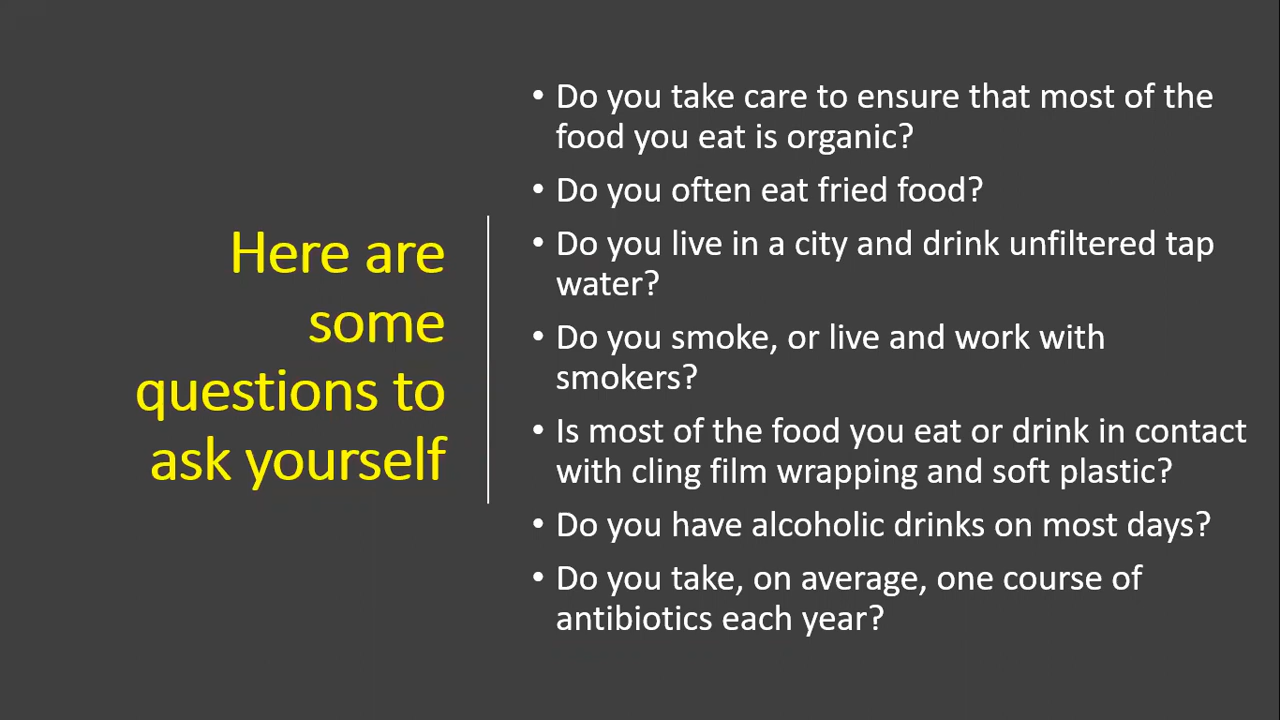 Here are
some
questions to
ask yourself
• Do you take care to ensure that most of the
food you eat is organic?
• Do you often eat fried food?
• Do you live in a city and drink unfiltered tap
water?
• Do you smoke, or live and work with
smokers?
• Is most of the food you eat or drink in contact
with cling film wrapping and soft plastic?
• Do you have alcoholic drinks on most days?
• Do you take, on average, one course of
antibiotics each year?